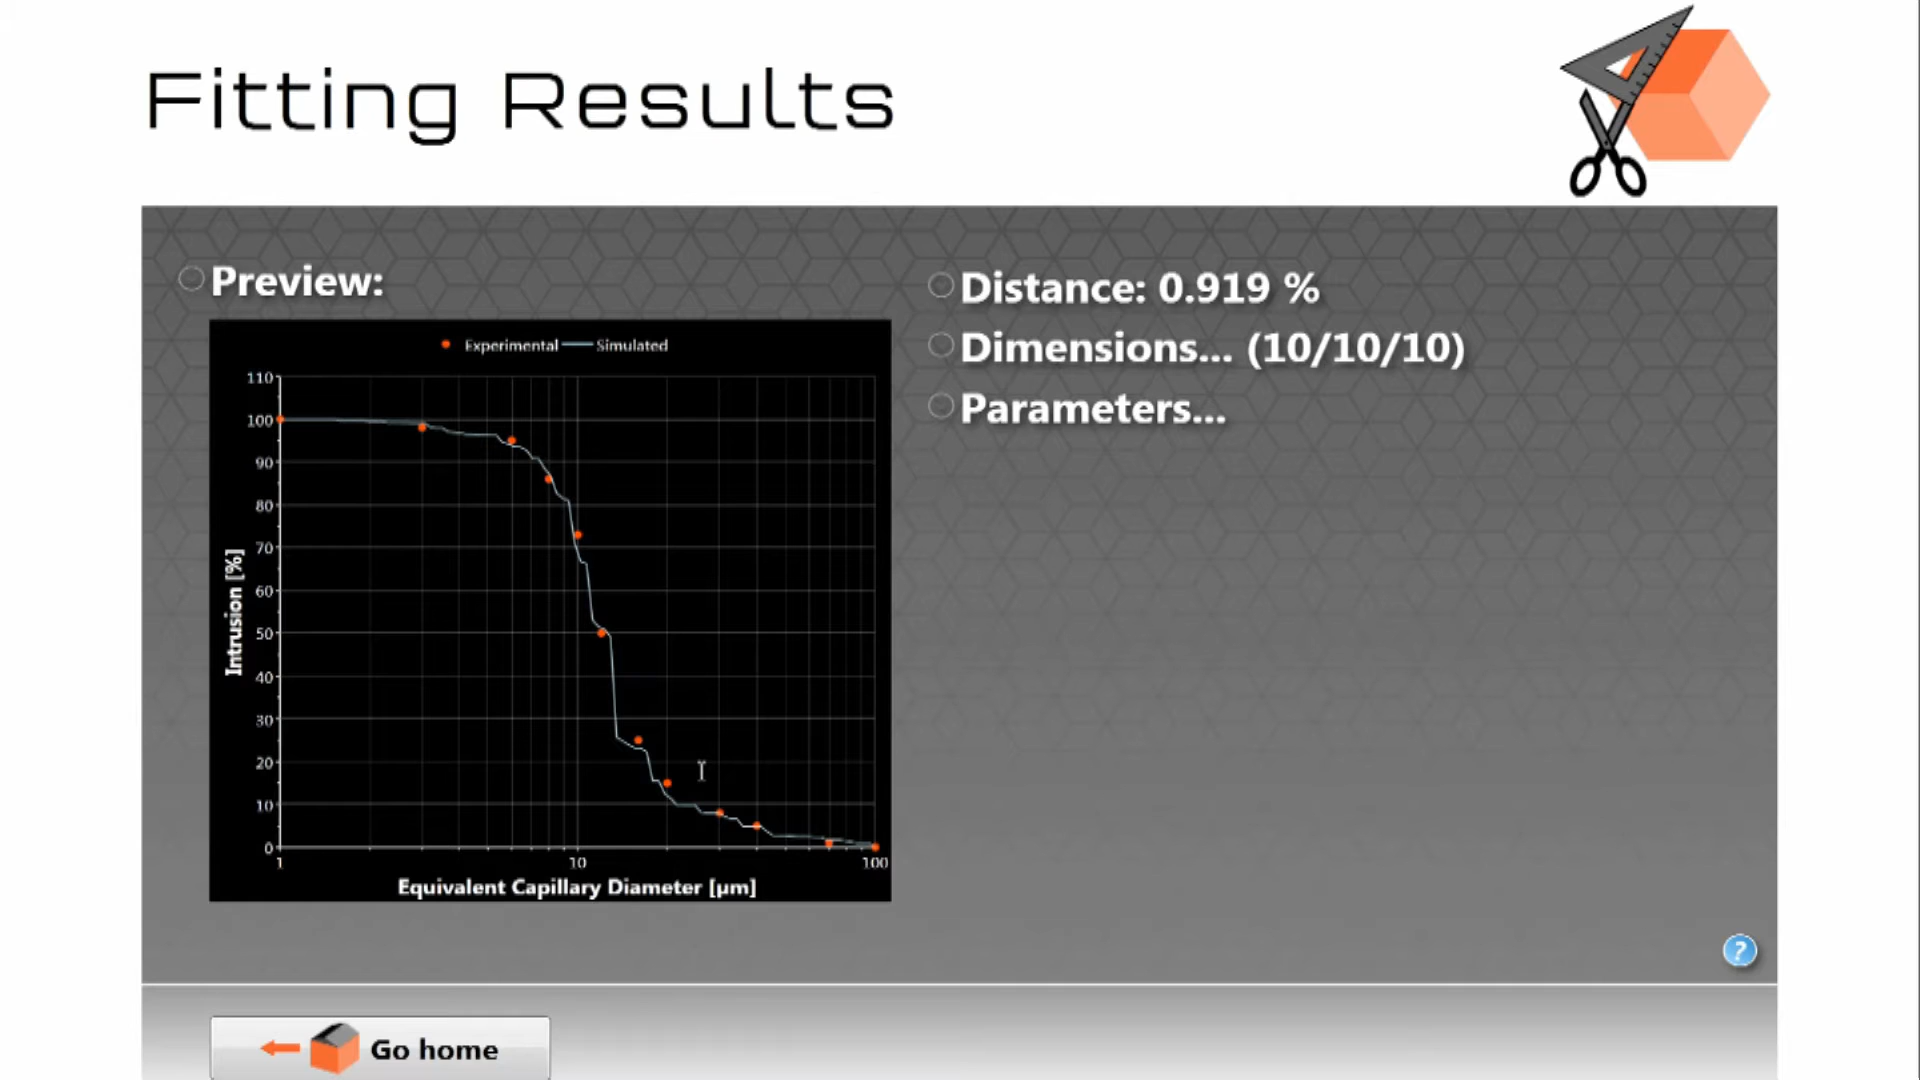 Fitting Results
Preview:
Experimental
Simulated
110
100
90
80
70
60
50
40
30
20
10
0
Intrusion [%]
1
10
100
Equivalent Capillary Diameter [µm]
Distance: 0.919 %
Dimensions... (10/10/10)
Parameters...
?
Go home